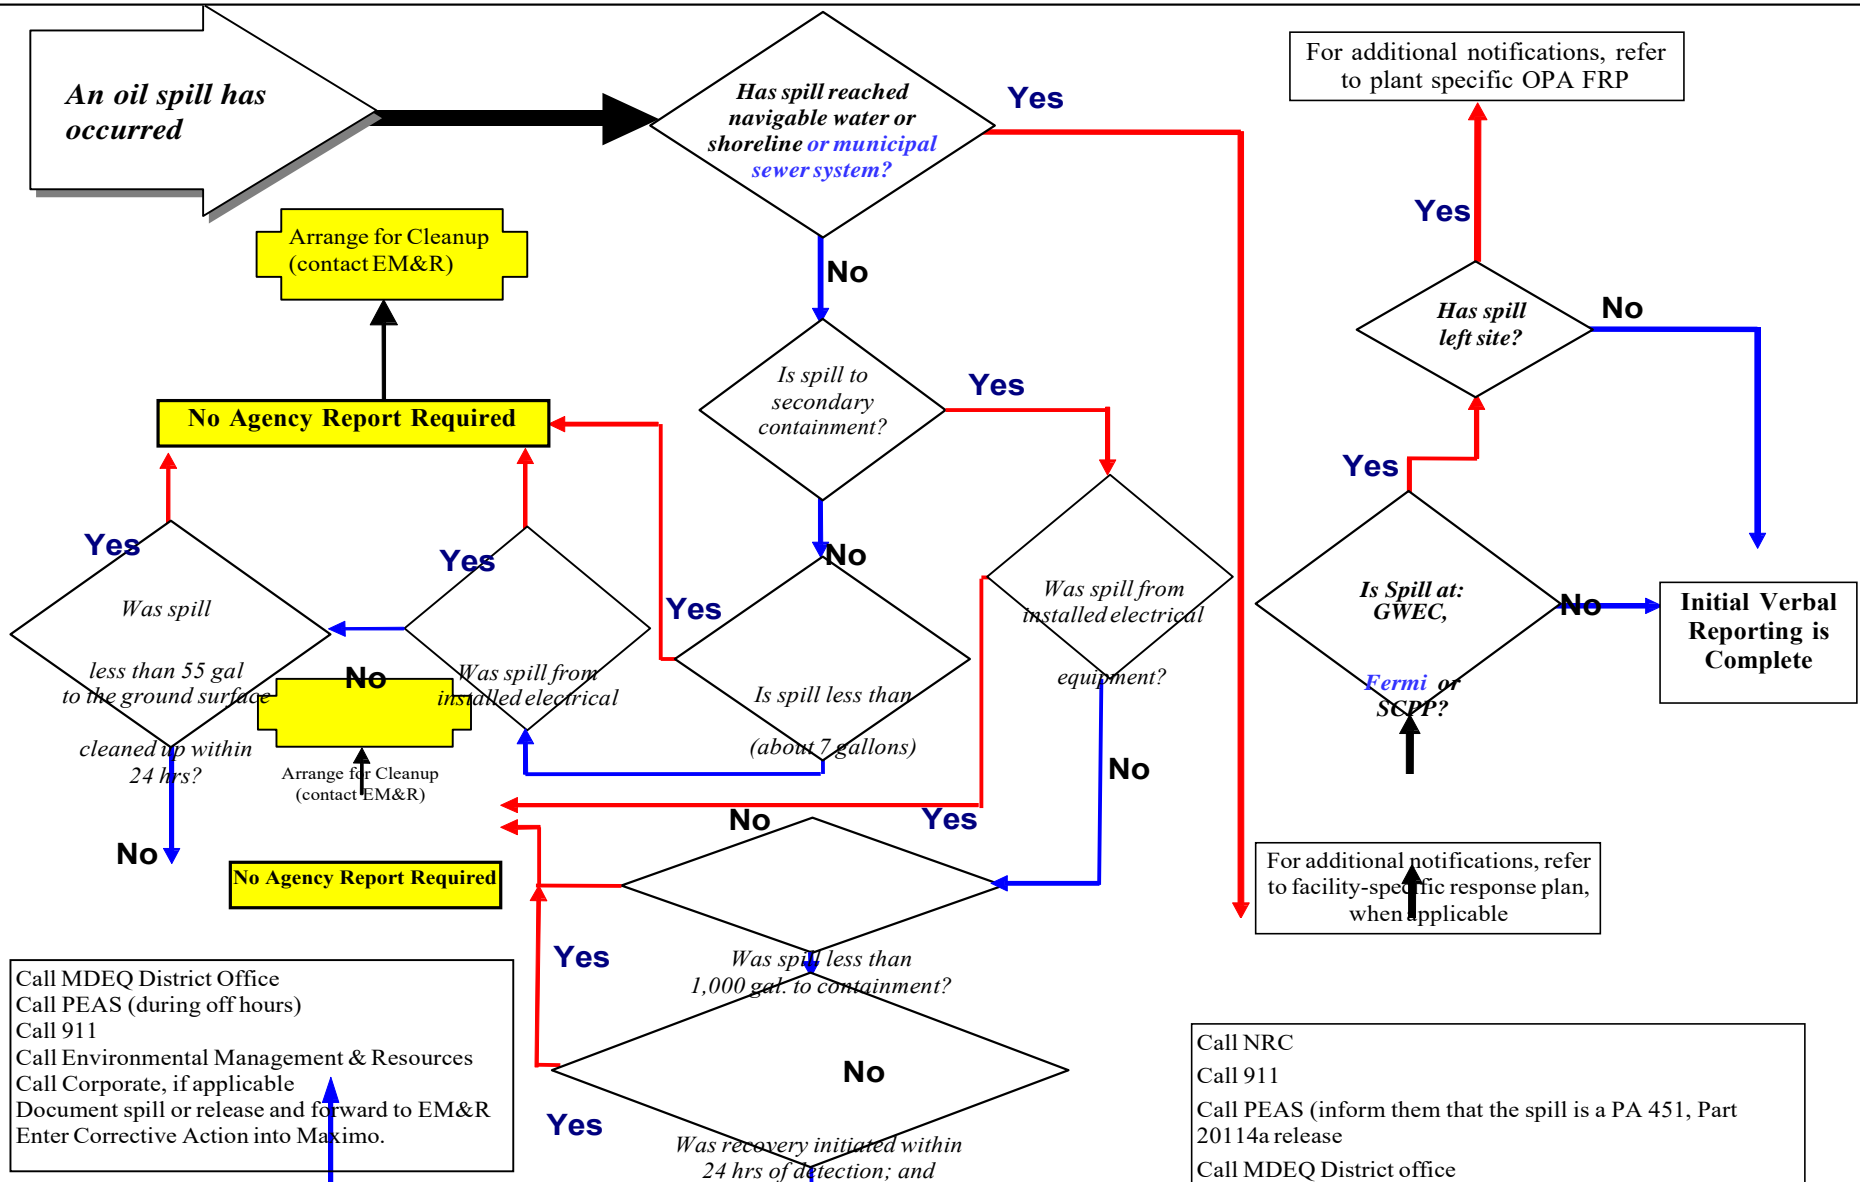 An oil spill has
occurred
Has spill reached
navigable water or
shoreline or municipal
sewer system?
Yes
For additional notifications, refer
to plant specific OPA FRP
Yes
Arrange for Cleanup
(contact EM&R)
No
Has spill
left site?
No
Is spill to
secondary
containment?
Yes
No Agency Report Required
Yes
Yes
Yes
No
Yes
Was spill
less than 55 gal
to the ground surface
cleaned up within
24 hrs?
No
Was spill from
installed electrical
Is spill less than
(about 7 gallons)
Was spill from
installed electrical
equipment?
Is Spill at:
GWEC,
Fermi or
SCPP?
No
Initial Verbal
Reporting is
Complete
Arrange for Cleanup
(contact EM&R)
No
No
No
Yes
No Agency Report Required
For additional notifications, refer
to facility-specific response plan,
when applicable
Yes
Was spill less than
1,000 gal. to containment?
Call MDEQ District Office
Call PEAS (during off hours)
Call 911
Call Environmental Management & Resources
Call Corporate, if applicable
Document spill or release and forward to EM&R
Enter Corrective Action into Maximo.
No
Yes
Was recovery initiated within
24 hrs of detection; and
Call NRC
Call 911
Call PEAS (inform them that the spill is a PA 451, Part
20114a release
Call MDEQ District office